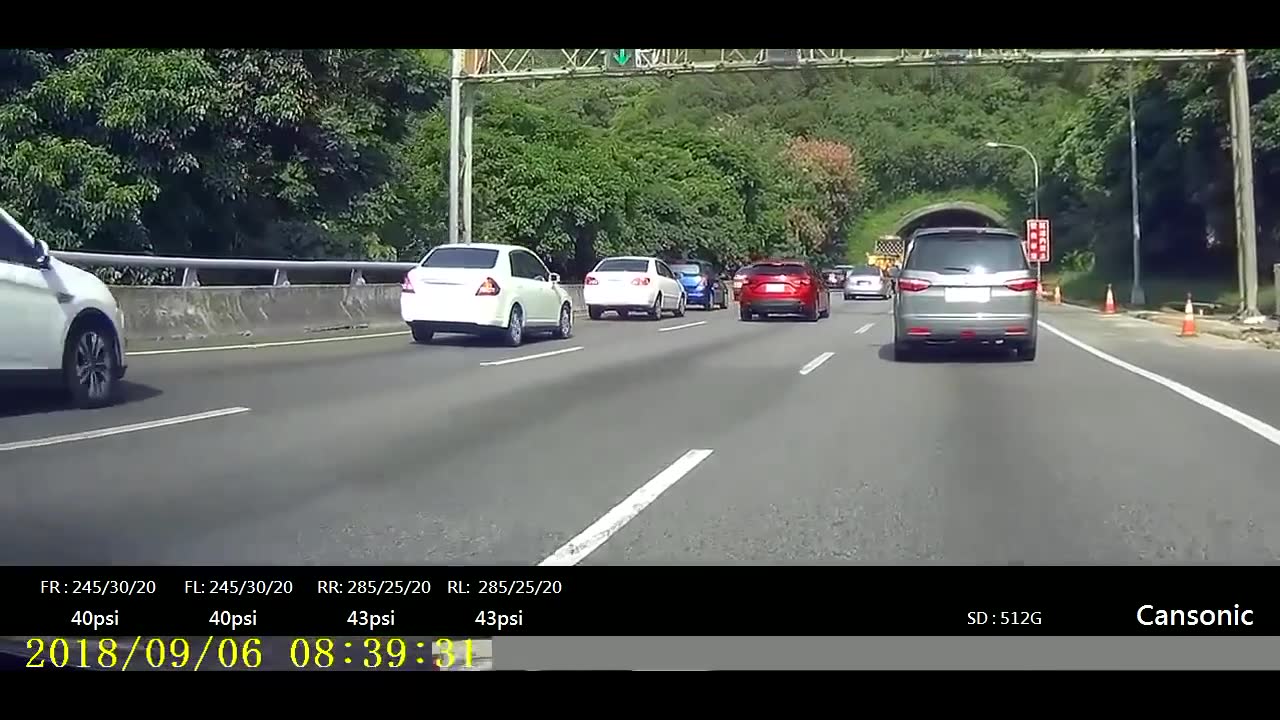 FR : 245/30/20 FL: 245/30/20 RR: 285/25/20 RL: 285/25/20
40psi 40psi 43psi 43psi
SD : 512G
Cansonic
2018/09/06 08:39:31